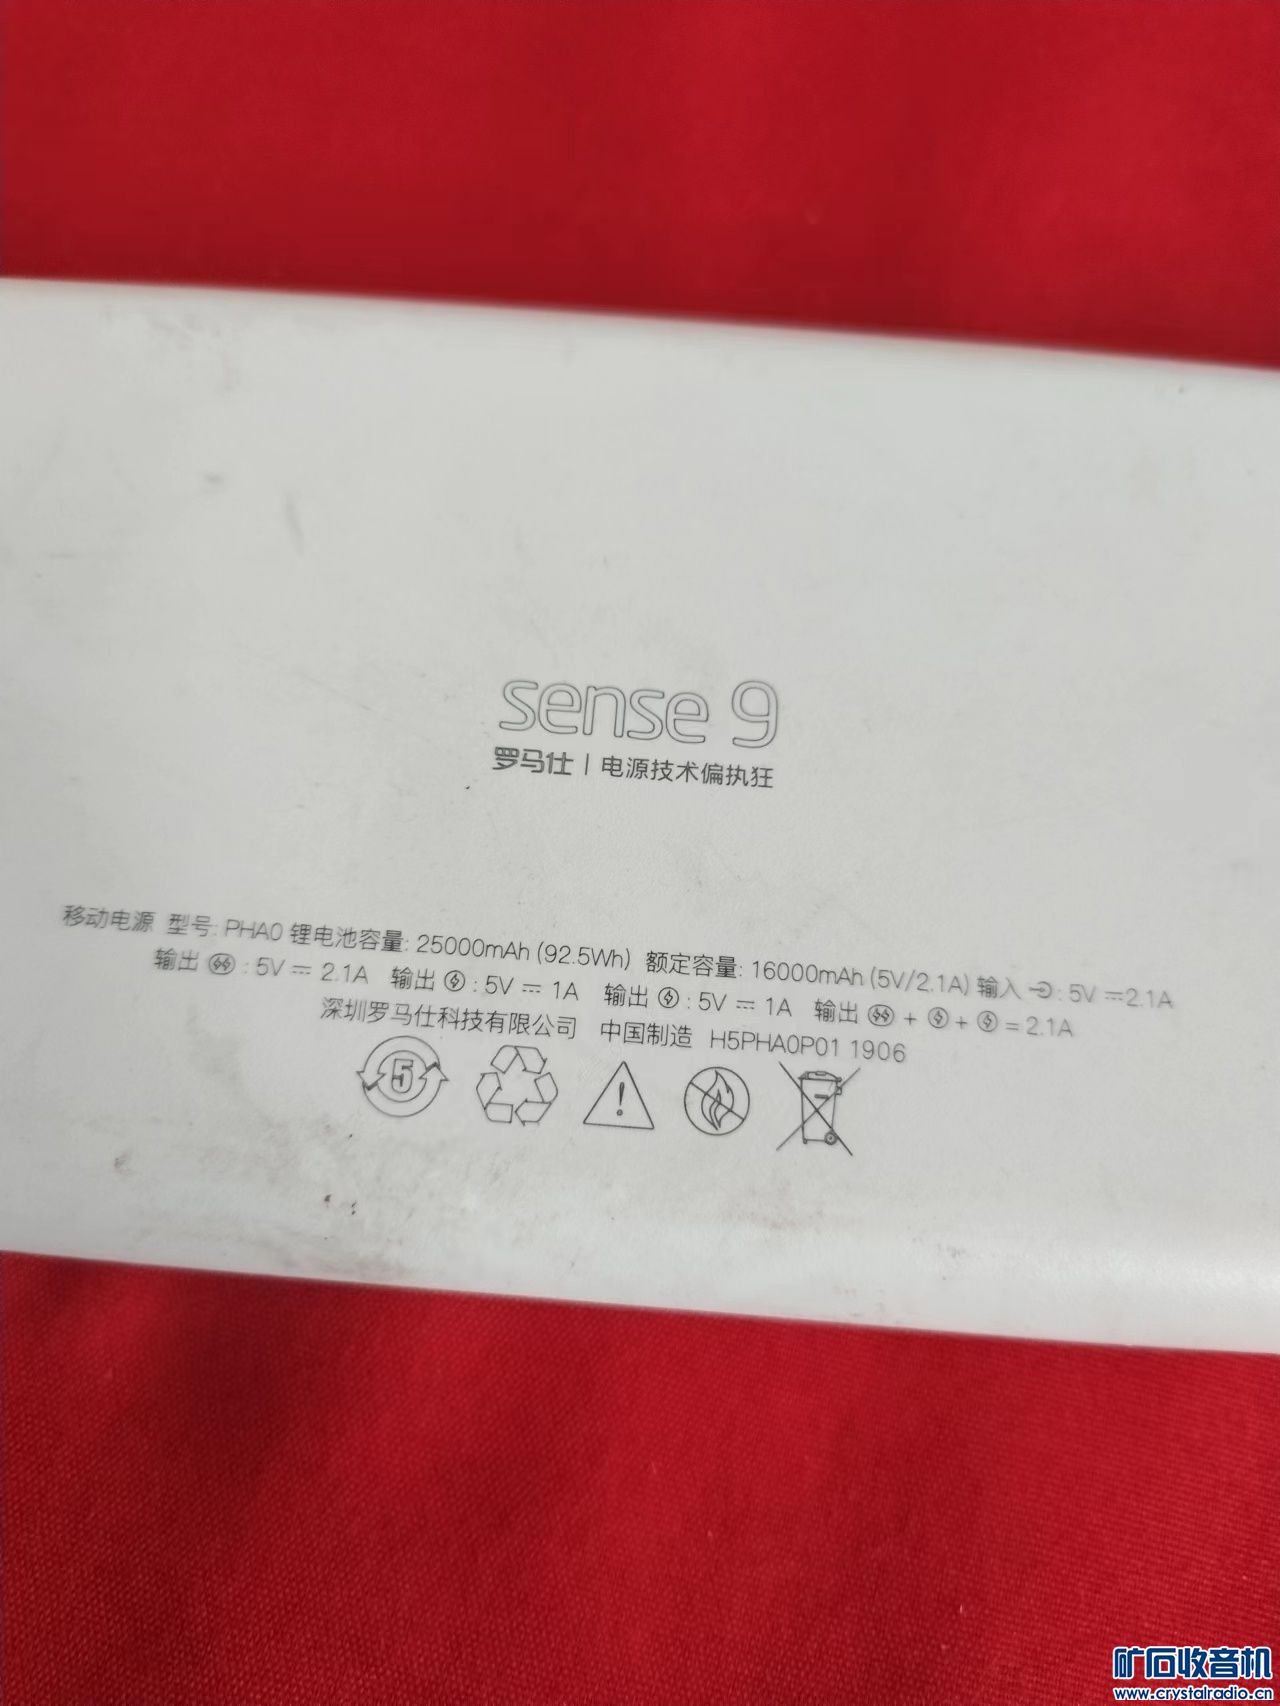 sense 9
罗马仕 | 电源技术偏执狂
移动电源 型号: PHA0 锂电池容量: 25000mAh (92.5Wh) 额定容量: 16000mAh (5V/2.1A) 输入 : 5V ⎓ 2.1A
输出 : 5V ⎓ 2.1A 输出 : 5V ⎓ 1A 输出 : 5V ⎓ 1A 输出 + + = 2.1A
深圳罗马仕科技有限公司 中国制造 H5PHA0P01 1906
5
矿石收音机
www.crystalradio.cn